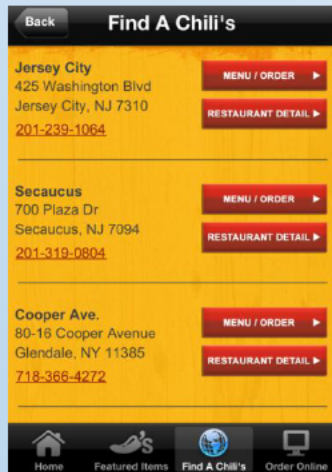 Back
Find A Chili's
Jersey City
425 Washington Blvd
Jersey City, NJ 7310
201-239-1064
MENU / ORDER
RESTAURANT DETAIL
Secaucus
700 Plaza Dr
Secaucus, NJ 7094
201-319-0804
MENU / ORDER
RESTAURANT DETAIL
Cooper Ave.
80-16 Cooper Avenue
Glendale, NY 11385
718-366-4272
MENU / ORDER
RESTAURANT DETAIL
Home
Featured Items
Find A Chili's
Order Online